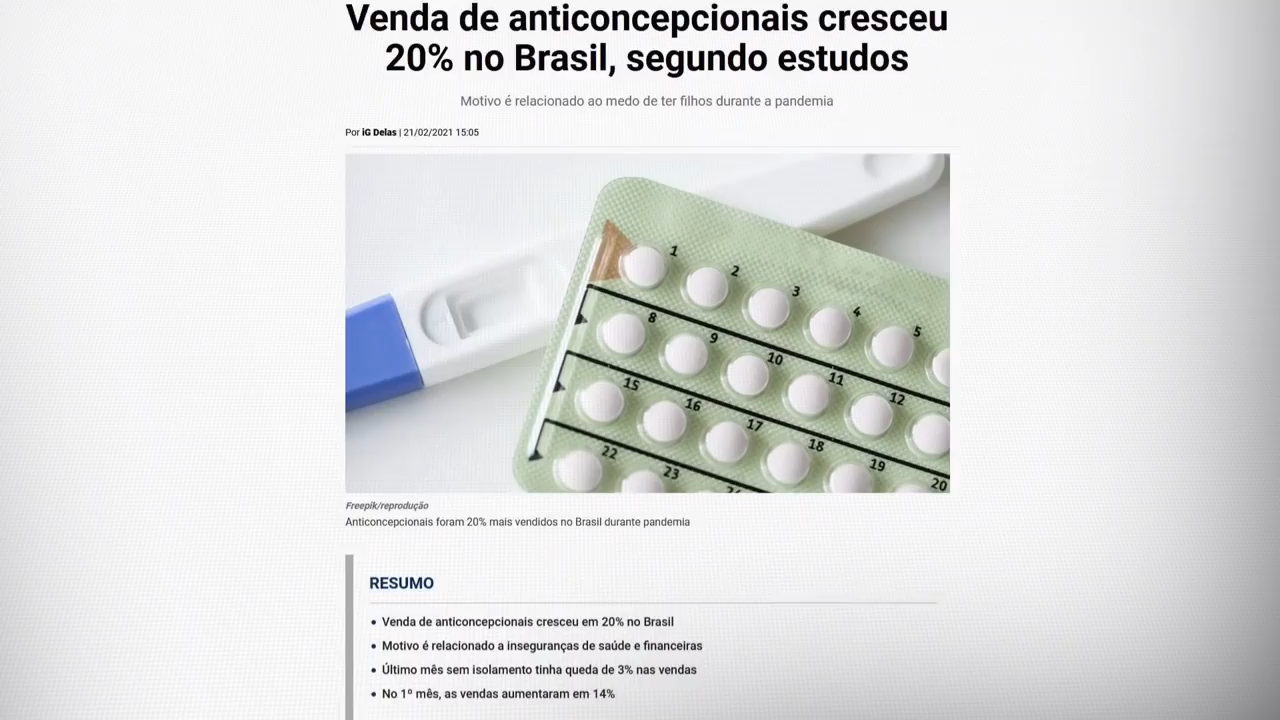 Venda de anticoncepcionais cresceu
20% no Brasil, segundo estudos
Motivo é relacionado ao medo de ter filhos durante a pandemia
Por iG Delas | 21/02/2021 15:05
1
2
3
4
5
8
9
10
11
12
15
16
17
18
19
20
22
23
Freepik/reprodução
Anticoncepcionais foram 20% mais vendidos no Brasil durante pandemia
RESUMO
• Venda de anticoncepcionais cresceu em 20% no Brasil
• Motivo é relacionado a inseguranças de saúde e financeiras
• Último mês sem isolamento tinha queda de 3% nas vendas
• No 1º mês, as vendas aumentaram em 14%